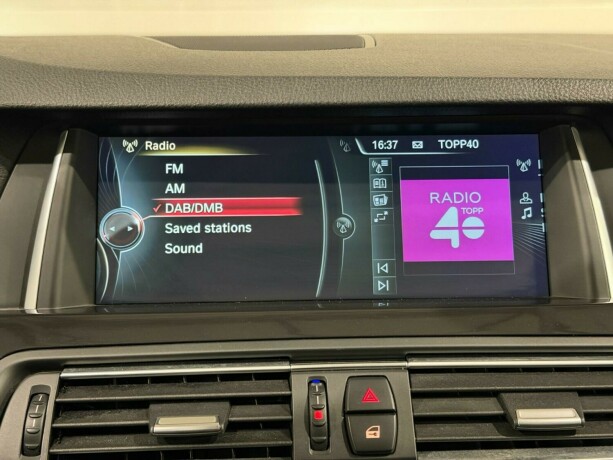 Radio
16:37 TOPP40
FM
AM
DAB/DMB
Saved stations
Sound
RADIO
TOPP
40